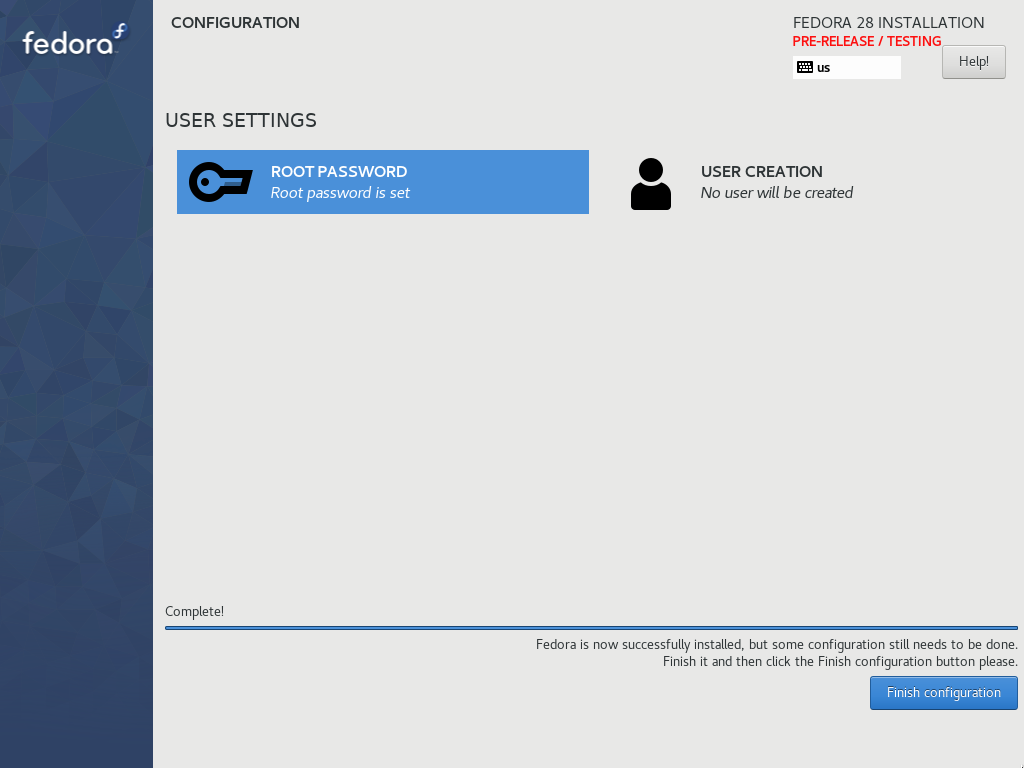 fedora
CONFIGURATION
FEDORA 28 INSTALLATION
PRE-RELEASE / TESTING
us
Help!
USER SETTINGS
ROOT PASSWORD
Root password is set
USER CREATION
No user will be created
Complete!
Fedora is now successfully installed, but some configuration still needs to be done.
Finish it and then click the Finish configuration button please.
Finish configuration